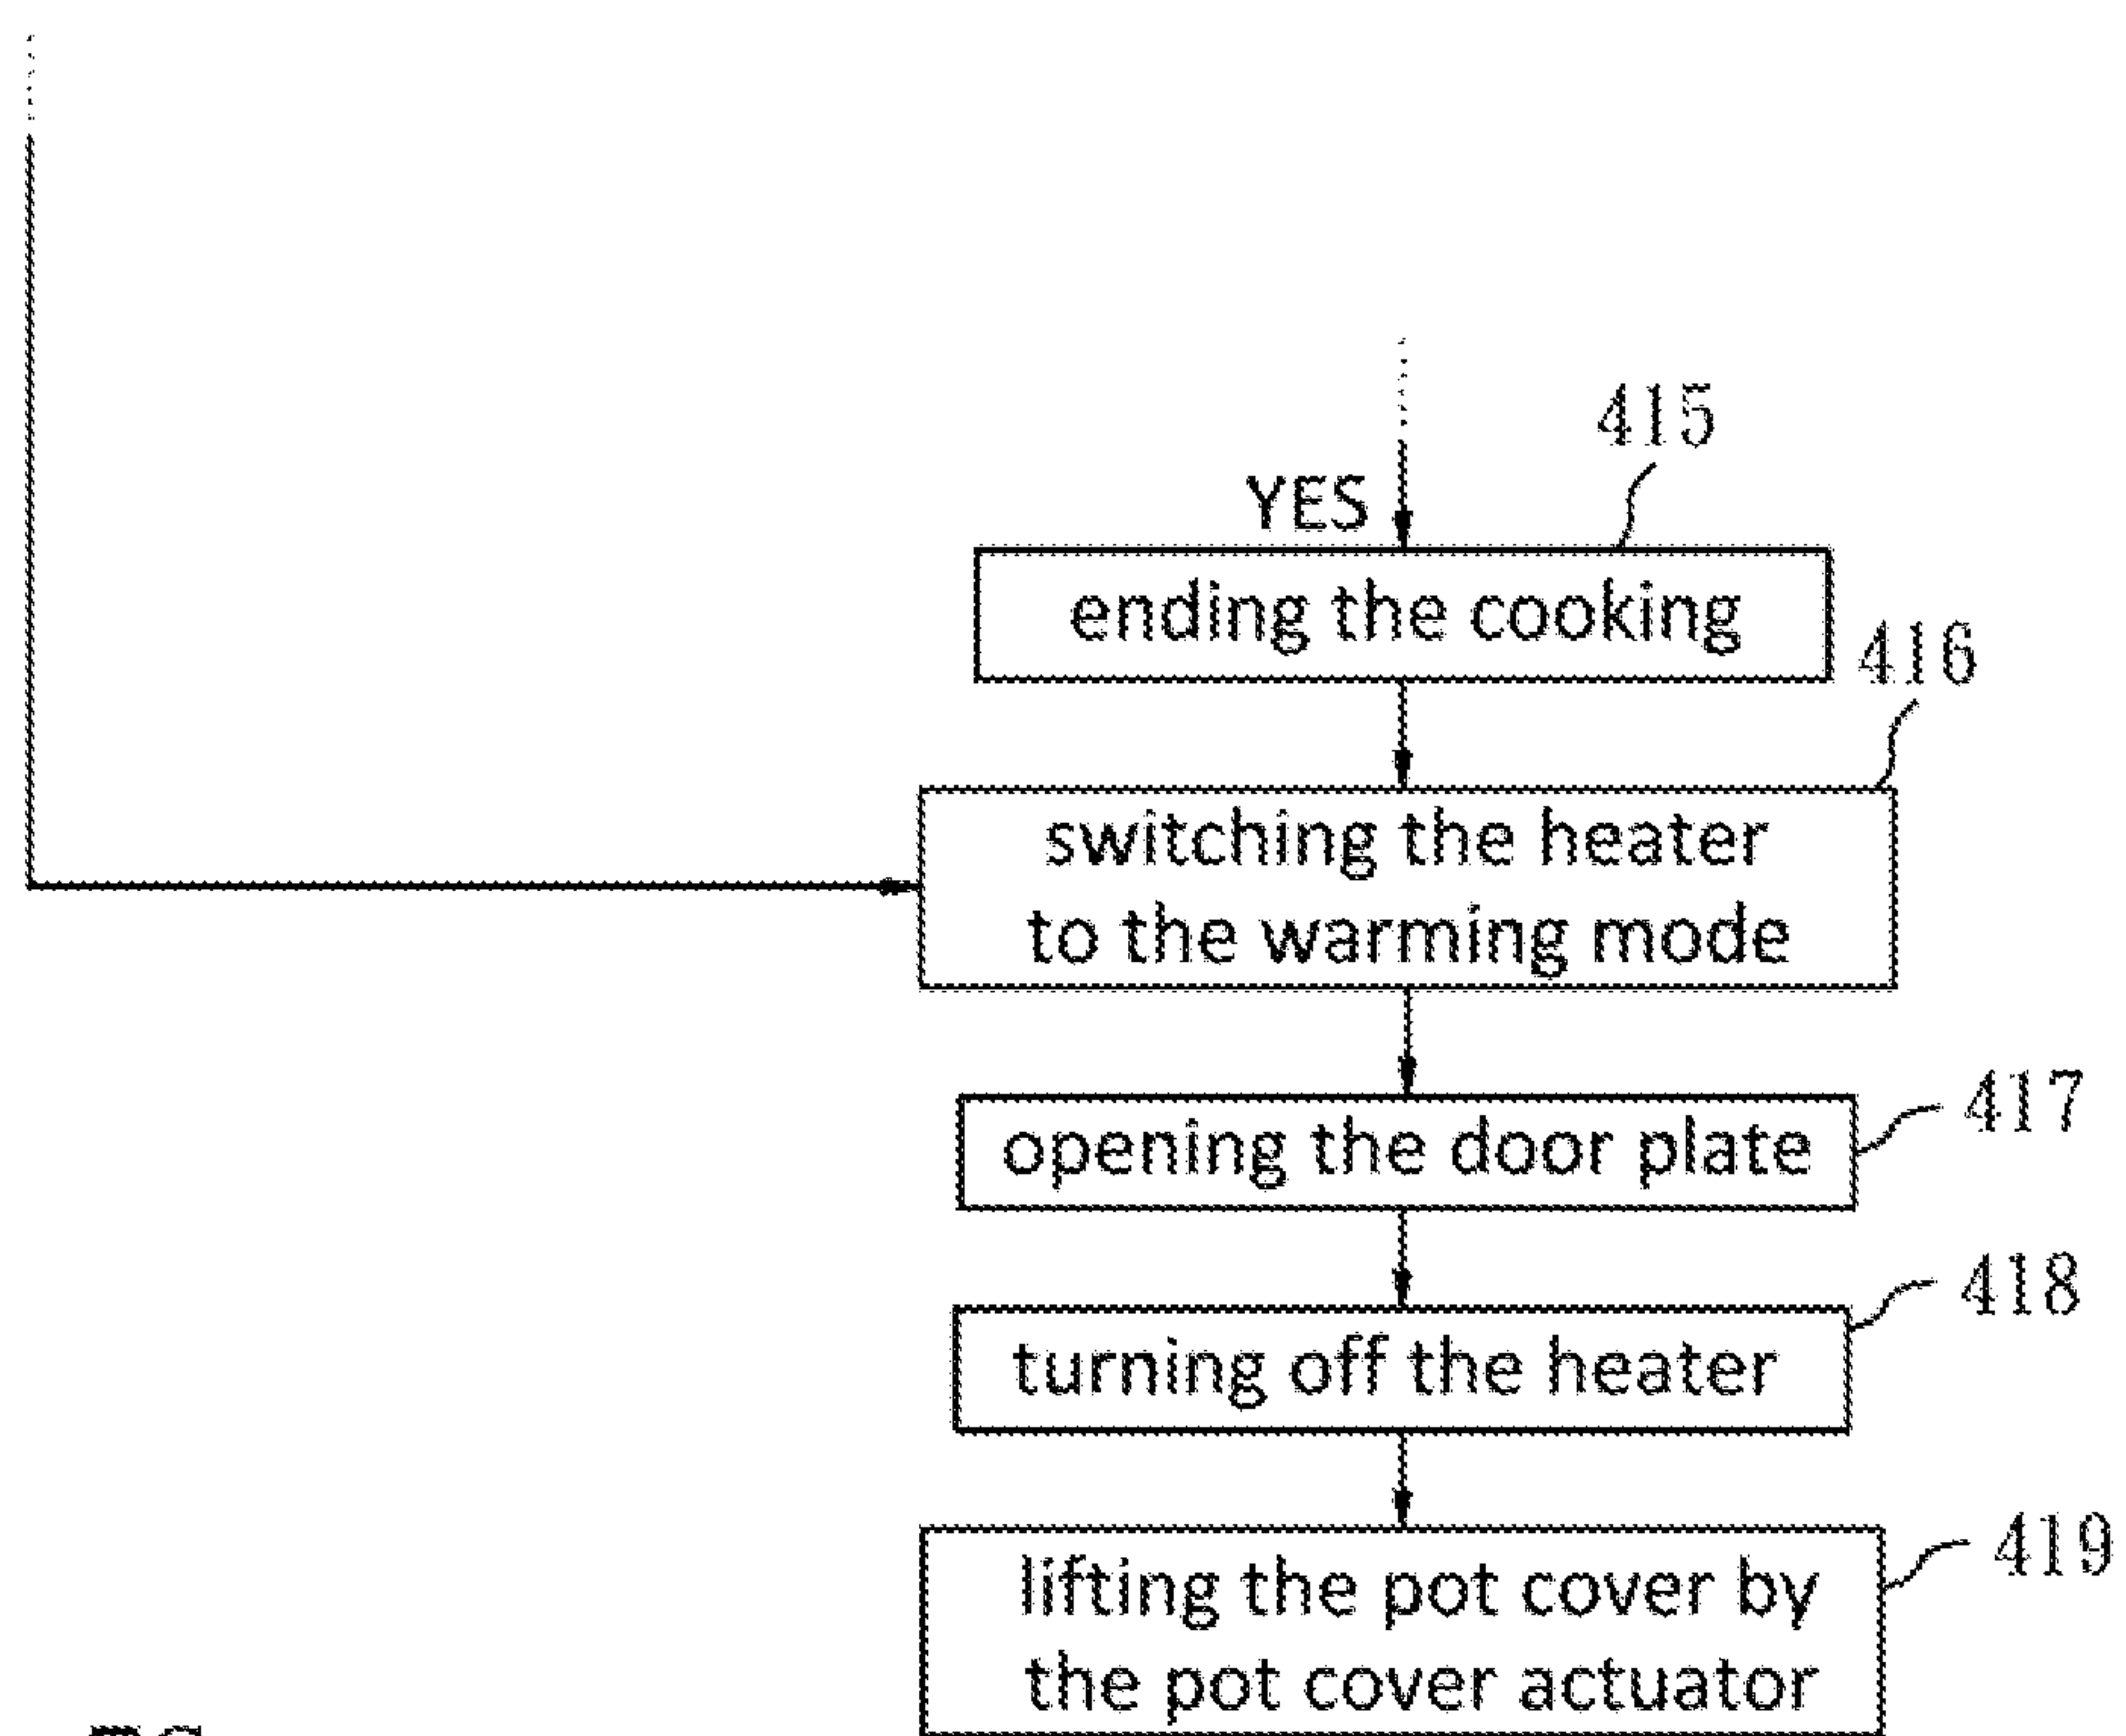 415
YES
ending the cooking
416
switching the heater
to the warming mode
417
opening the door plate
418
turning off the heater
419
lifting the pot cover by
the pot cover actuator